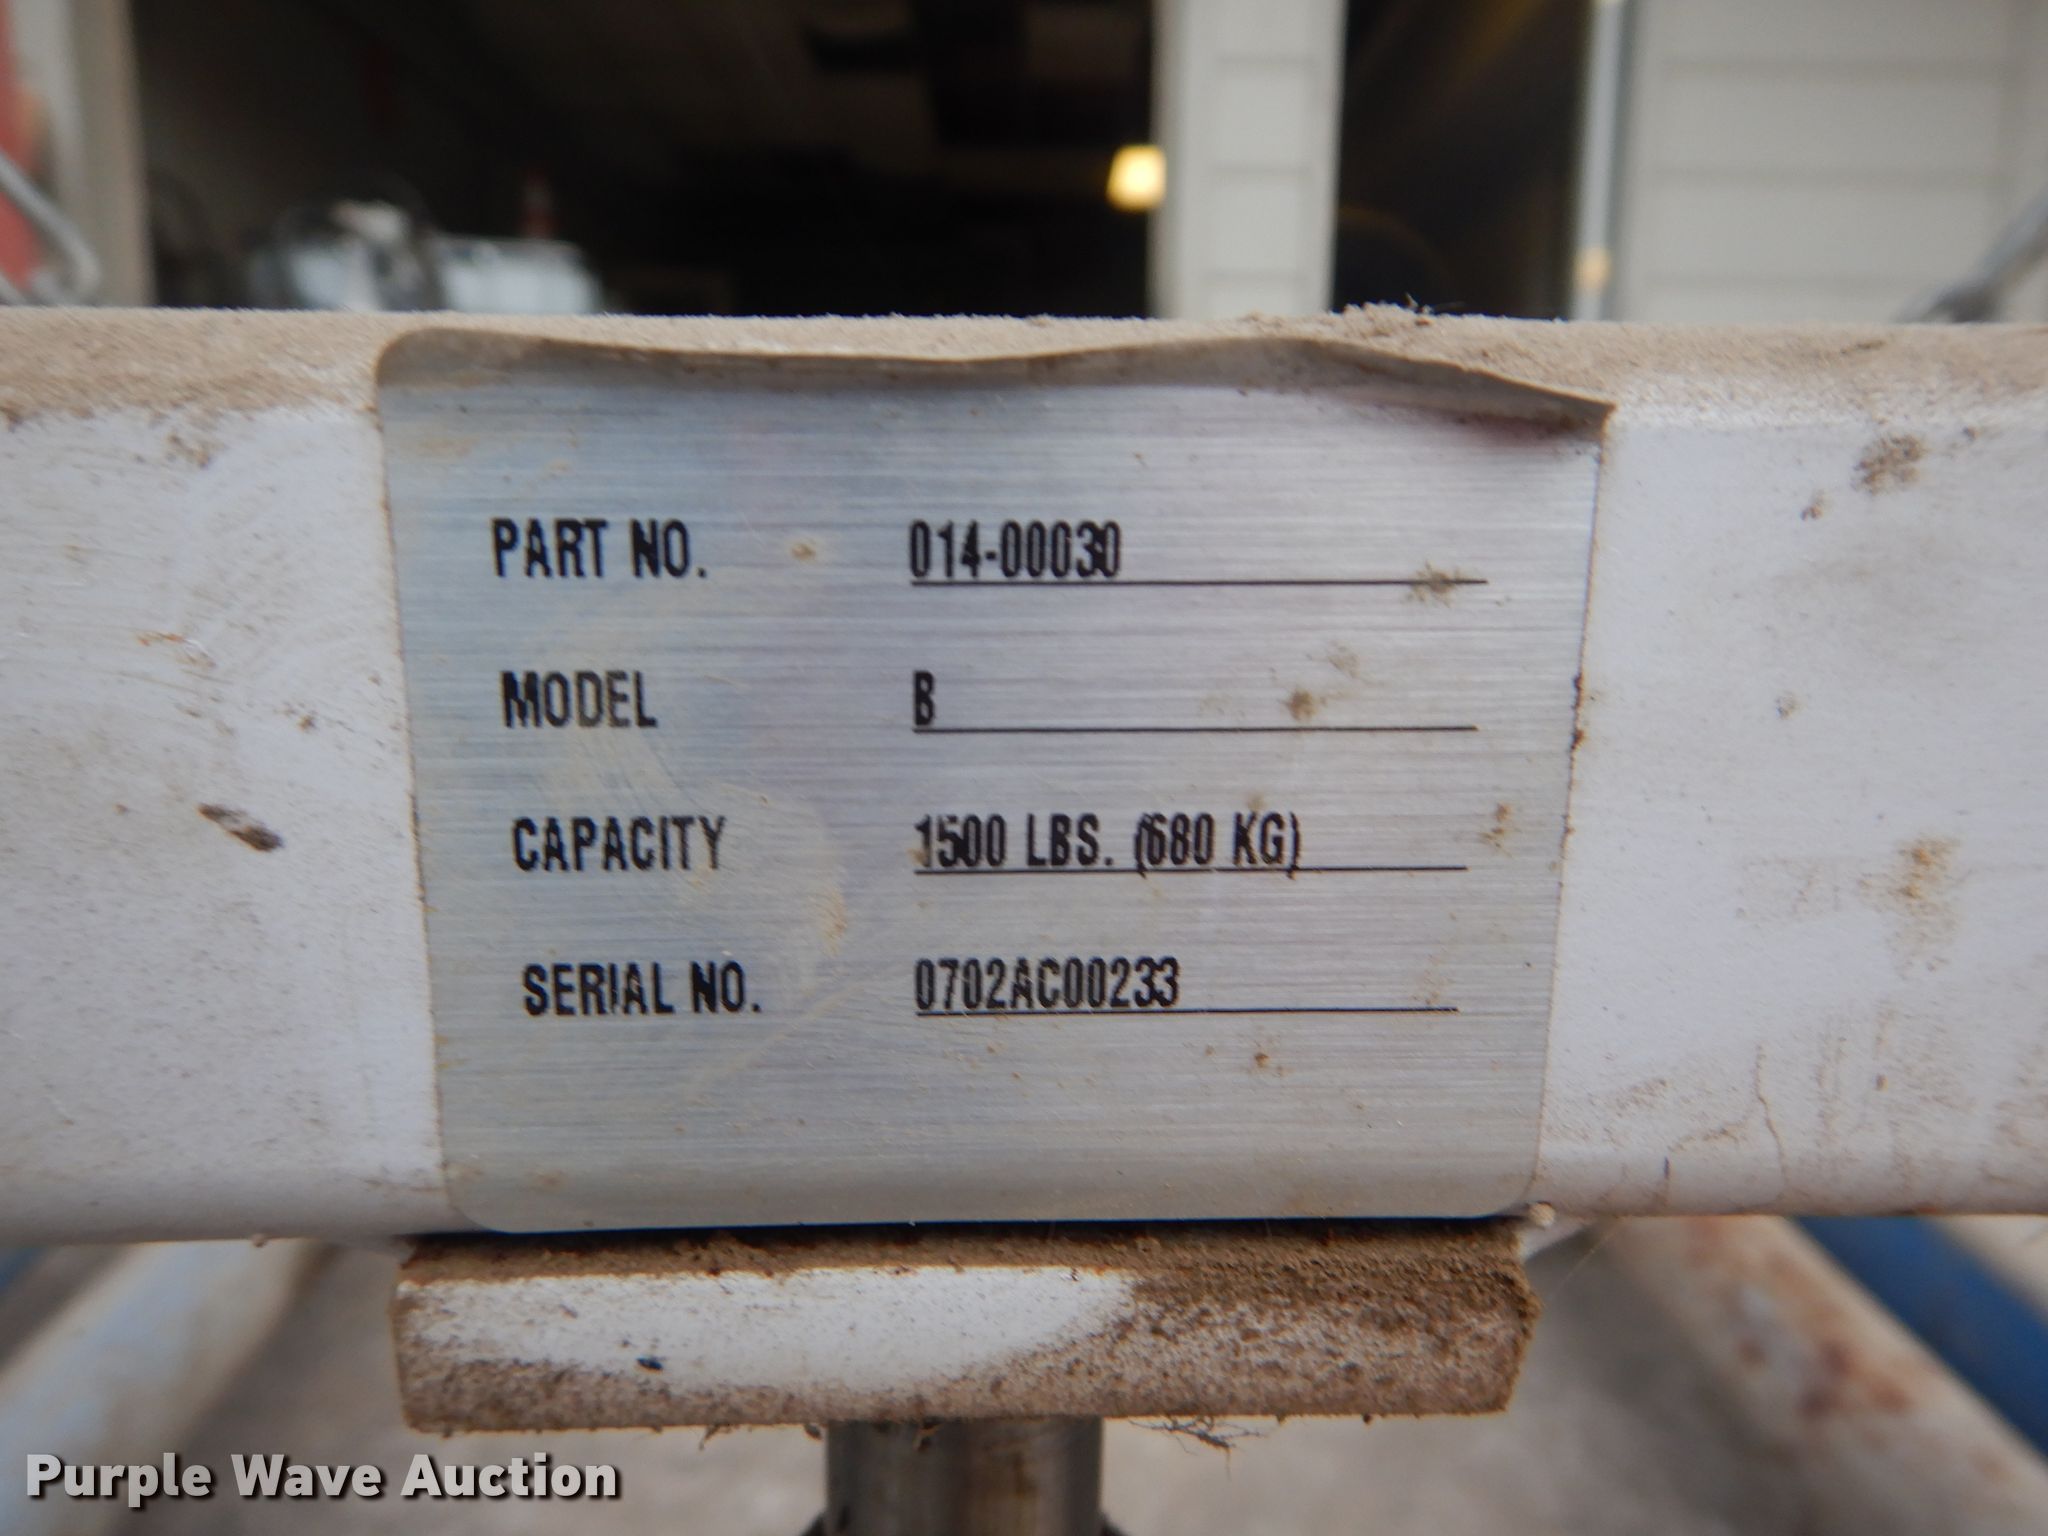 PART NO. 014-00030
MODEL B
CAPACITY 1500 LBS. (680 KG)
SERIAL NO. 0702AC00233
Purple Wave Auction